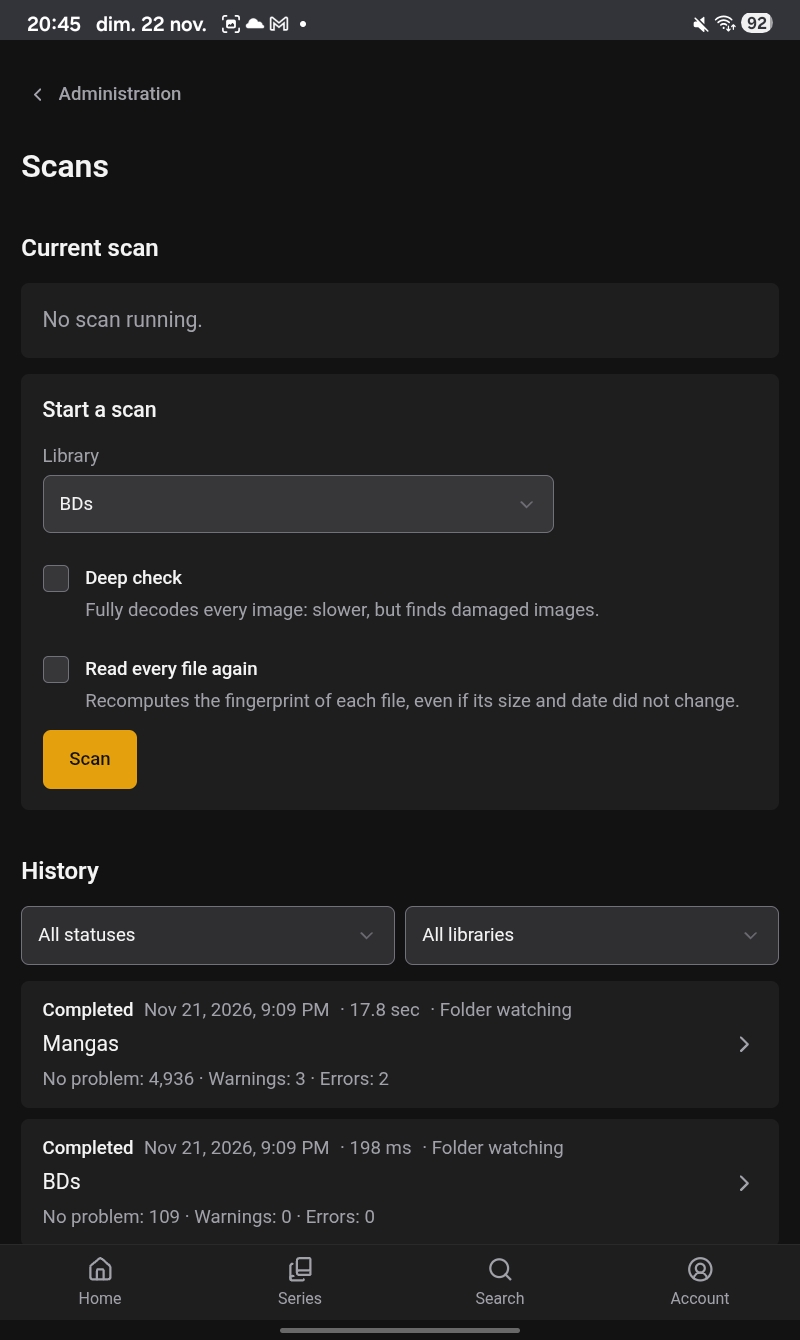 20:45 dim. 22 nov.
92
Administration
Scans
Current scan
No scan running.
Start a scan
Library
BDs
Deep check
Fully decodes every image: slower, but finds damaged images.
Read every file again
Recomputes the fingerprint of each file, even if its size and date did not change.
Scan
History
All statuses
All libraries
Completed Nov 21, 2026, 9:09 PM · 17.8 sec · Folder watching
Mangas
No problem: 4,936 · Warnings: 3 · Errors: 2
Completed Nov 21, 2026, 9:09 PM · 198 ms · Folder watching
BDs
No problem: 109 · Warnings: 0 · Errors: 0
Home
Series
Search
Account